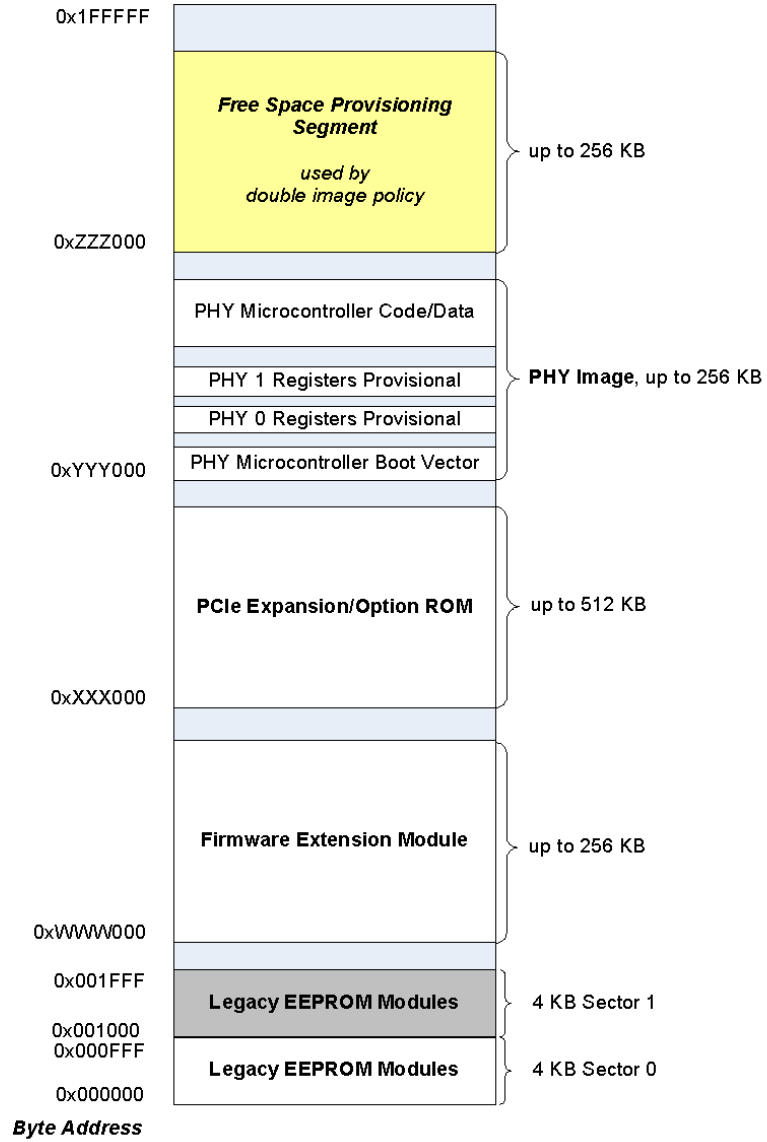 0x1FFFFF
Free Space Provisioning
Segment
used by
double image policy
up to 256 KB
0xZZZ000
PHY Microcontroller Code/Data
PHY 1 Registers Provisional
PHY Image, up to 256 KB
PHY 0 Registers Provisional
PHY Microcontroller Boot Vector
0xYYY000
PCIe Expansion/Option ROM
up to 512 KB
0xXXX000
Firmware Extension Module
up to 256 KB
0xWWW000
0x001FFF
Legacy EEPROM Modules
4 KB Sector 1
0x001000
0x000FFF
Legacy EEPROM Modules
4 KB Sector 0
0x000000
Byte Address